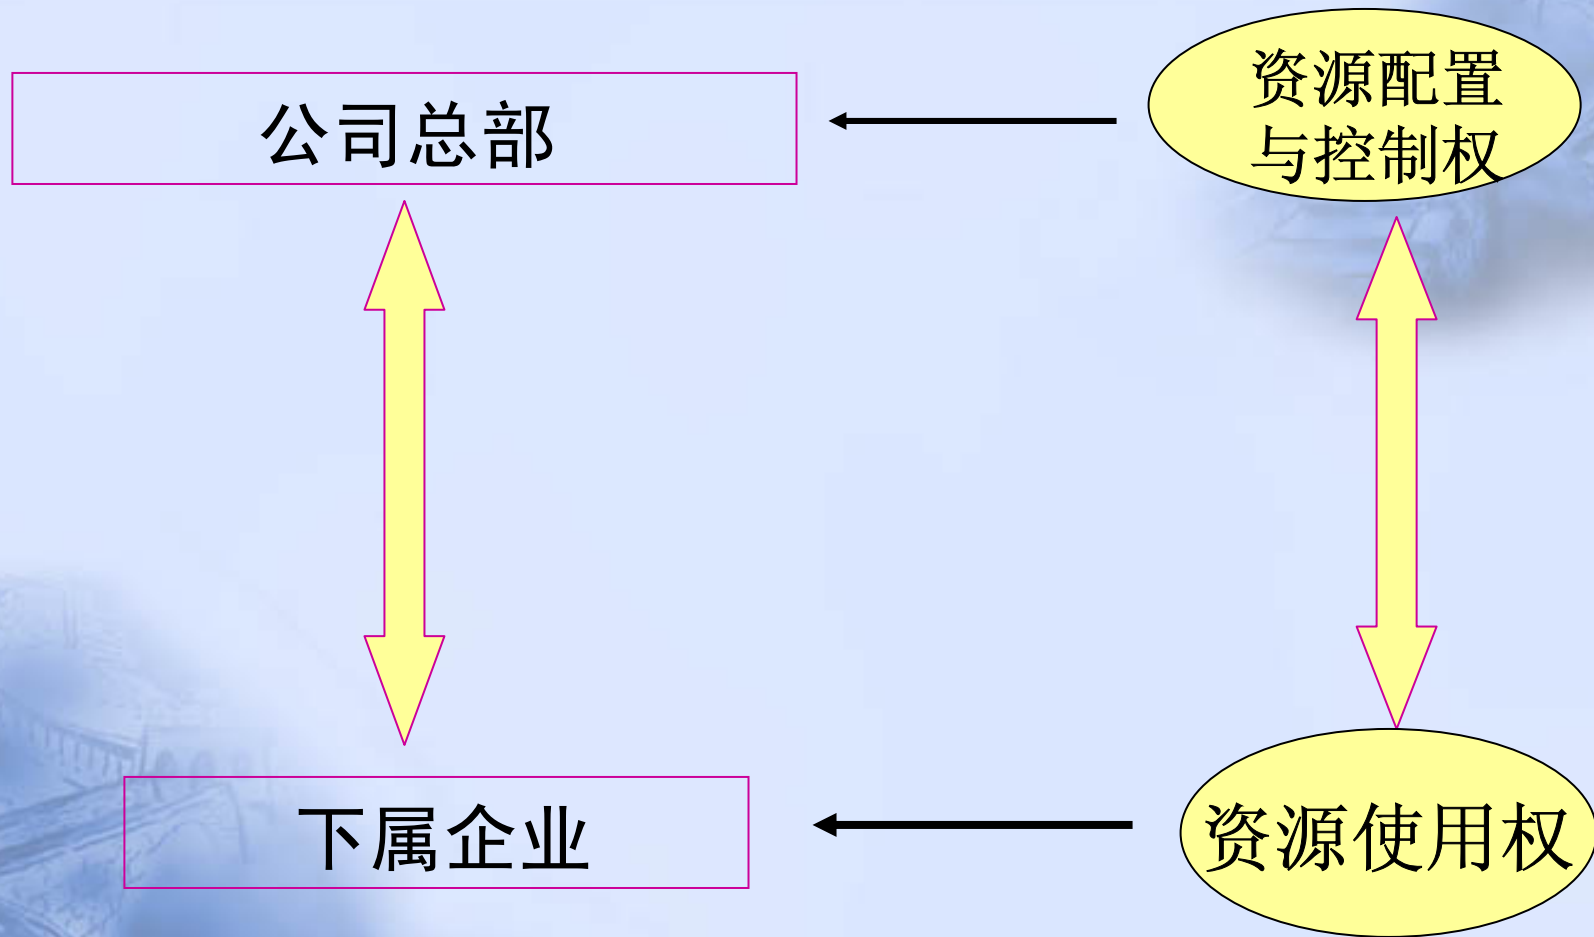 公司总部
资源配置
与控制权
下属企业
资源使用权